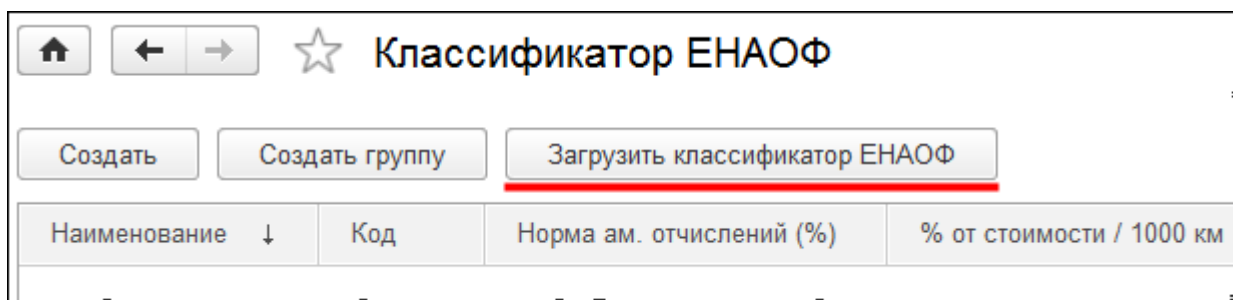 Классификатор ЕНАОФ
Создать Создать группу Загрузить классификатор ЕНАОФ
Наименование ↓ Код Норма ам. отчислений (%) % от стоимости / 1000 км